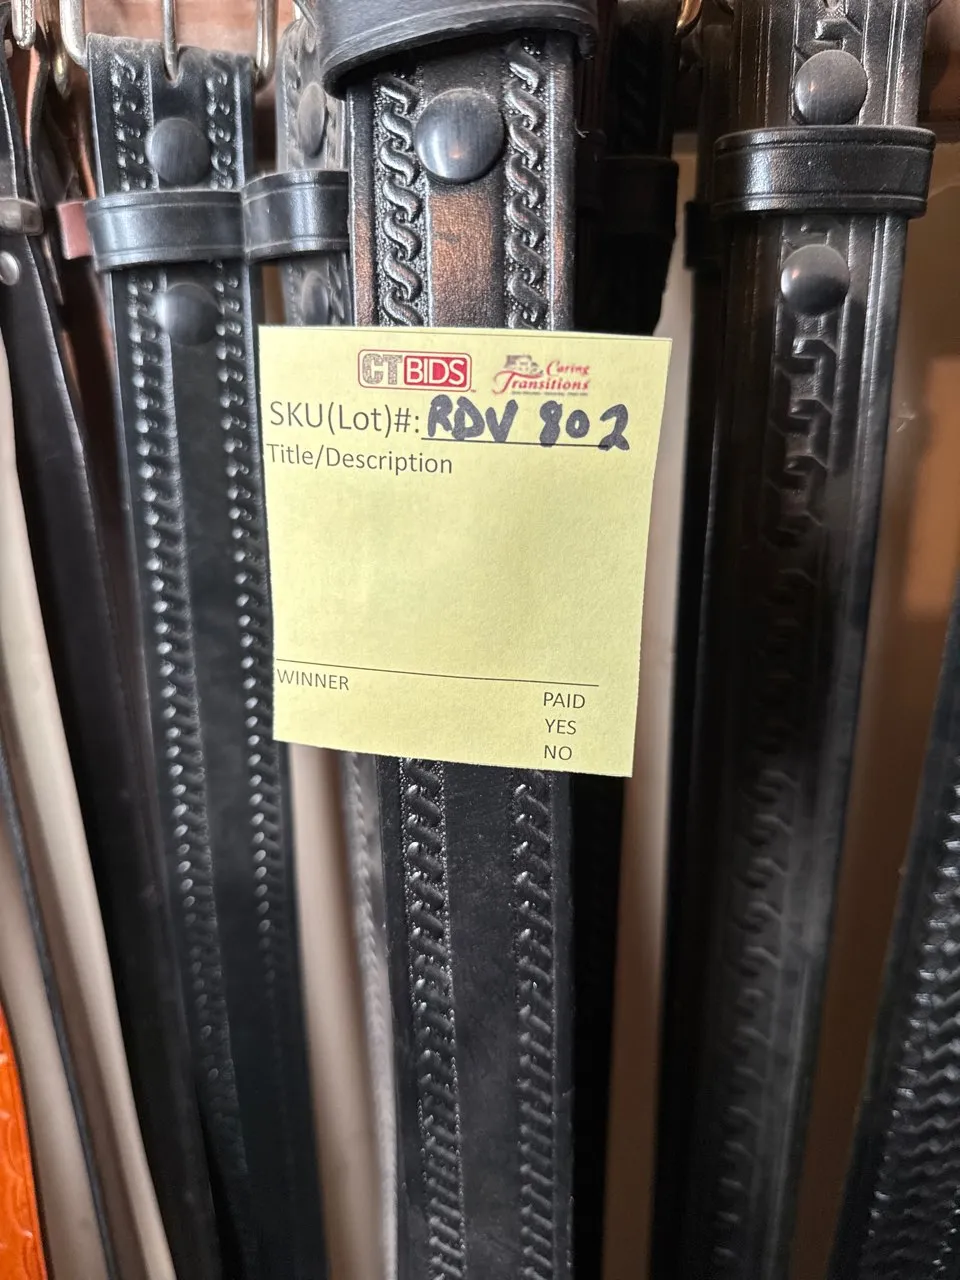 CT BIDS
Caring
Transitions
SKU(Lot)#: RDV 802
Title/Description
WINNER
PAID
YES
NO